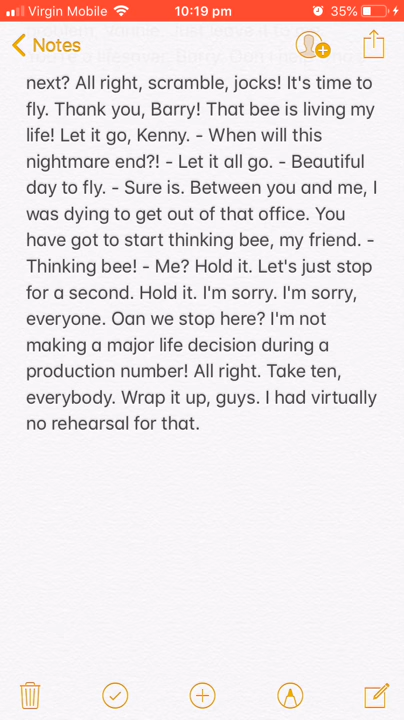 Virgin Mobile 10:19 pm 35%
Notes
next? All right, scramble, jocks! It's time to
fly. Thank you, Barry! That bee is living my
life! Let it go, Kenny. - When will this
nightmare end?! - Let it all go. - Beautiful
day to fly. - Sure is. Between you and me, I
was dying to get out of that office. You
have got to start thinking bee, my friend. -
Thinking bee! - Me? Hold it. Let's just stop
for a second. Hold it. I'm sorry. I'm sorry,
everyone. Oan we stop here? I'm not
making a major life decision during a
production number! All right. Take ten,
everybody. Wrap it up, guys. I had virtually
no rehearsal for that.